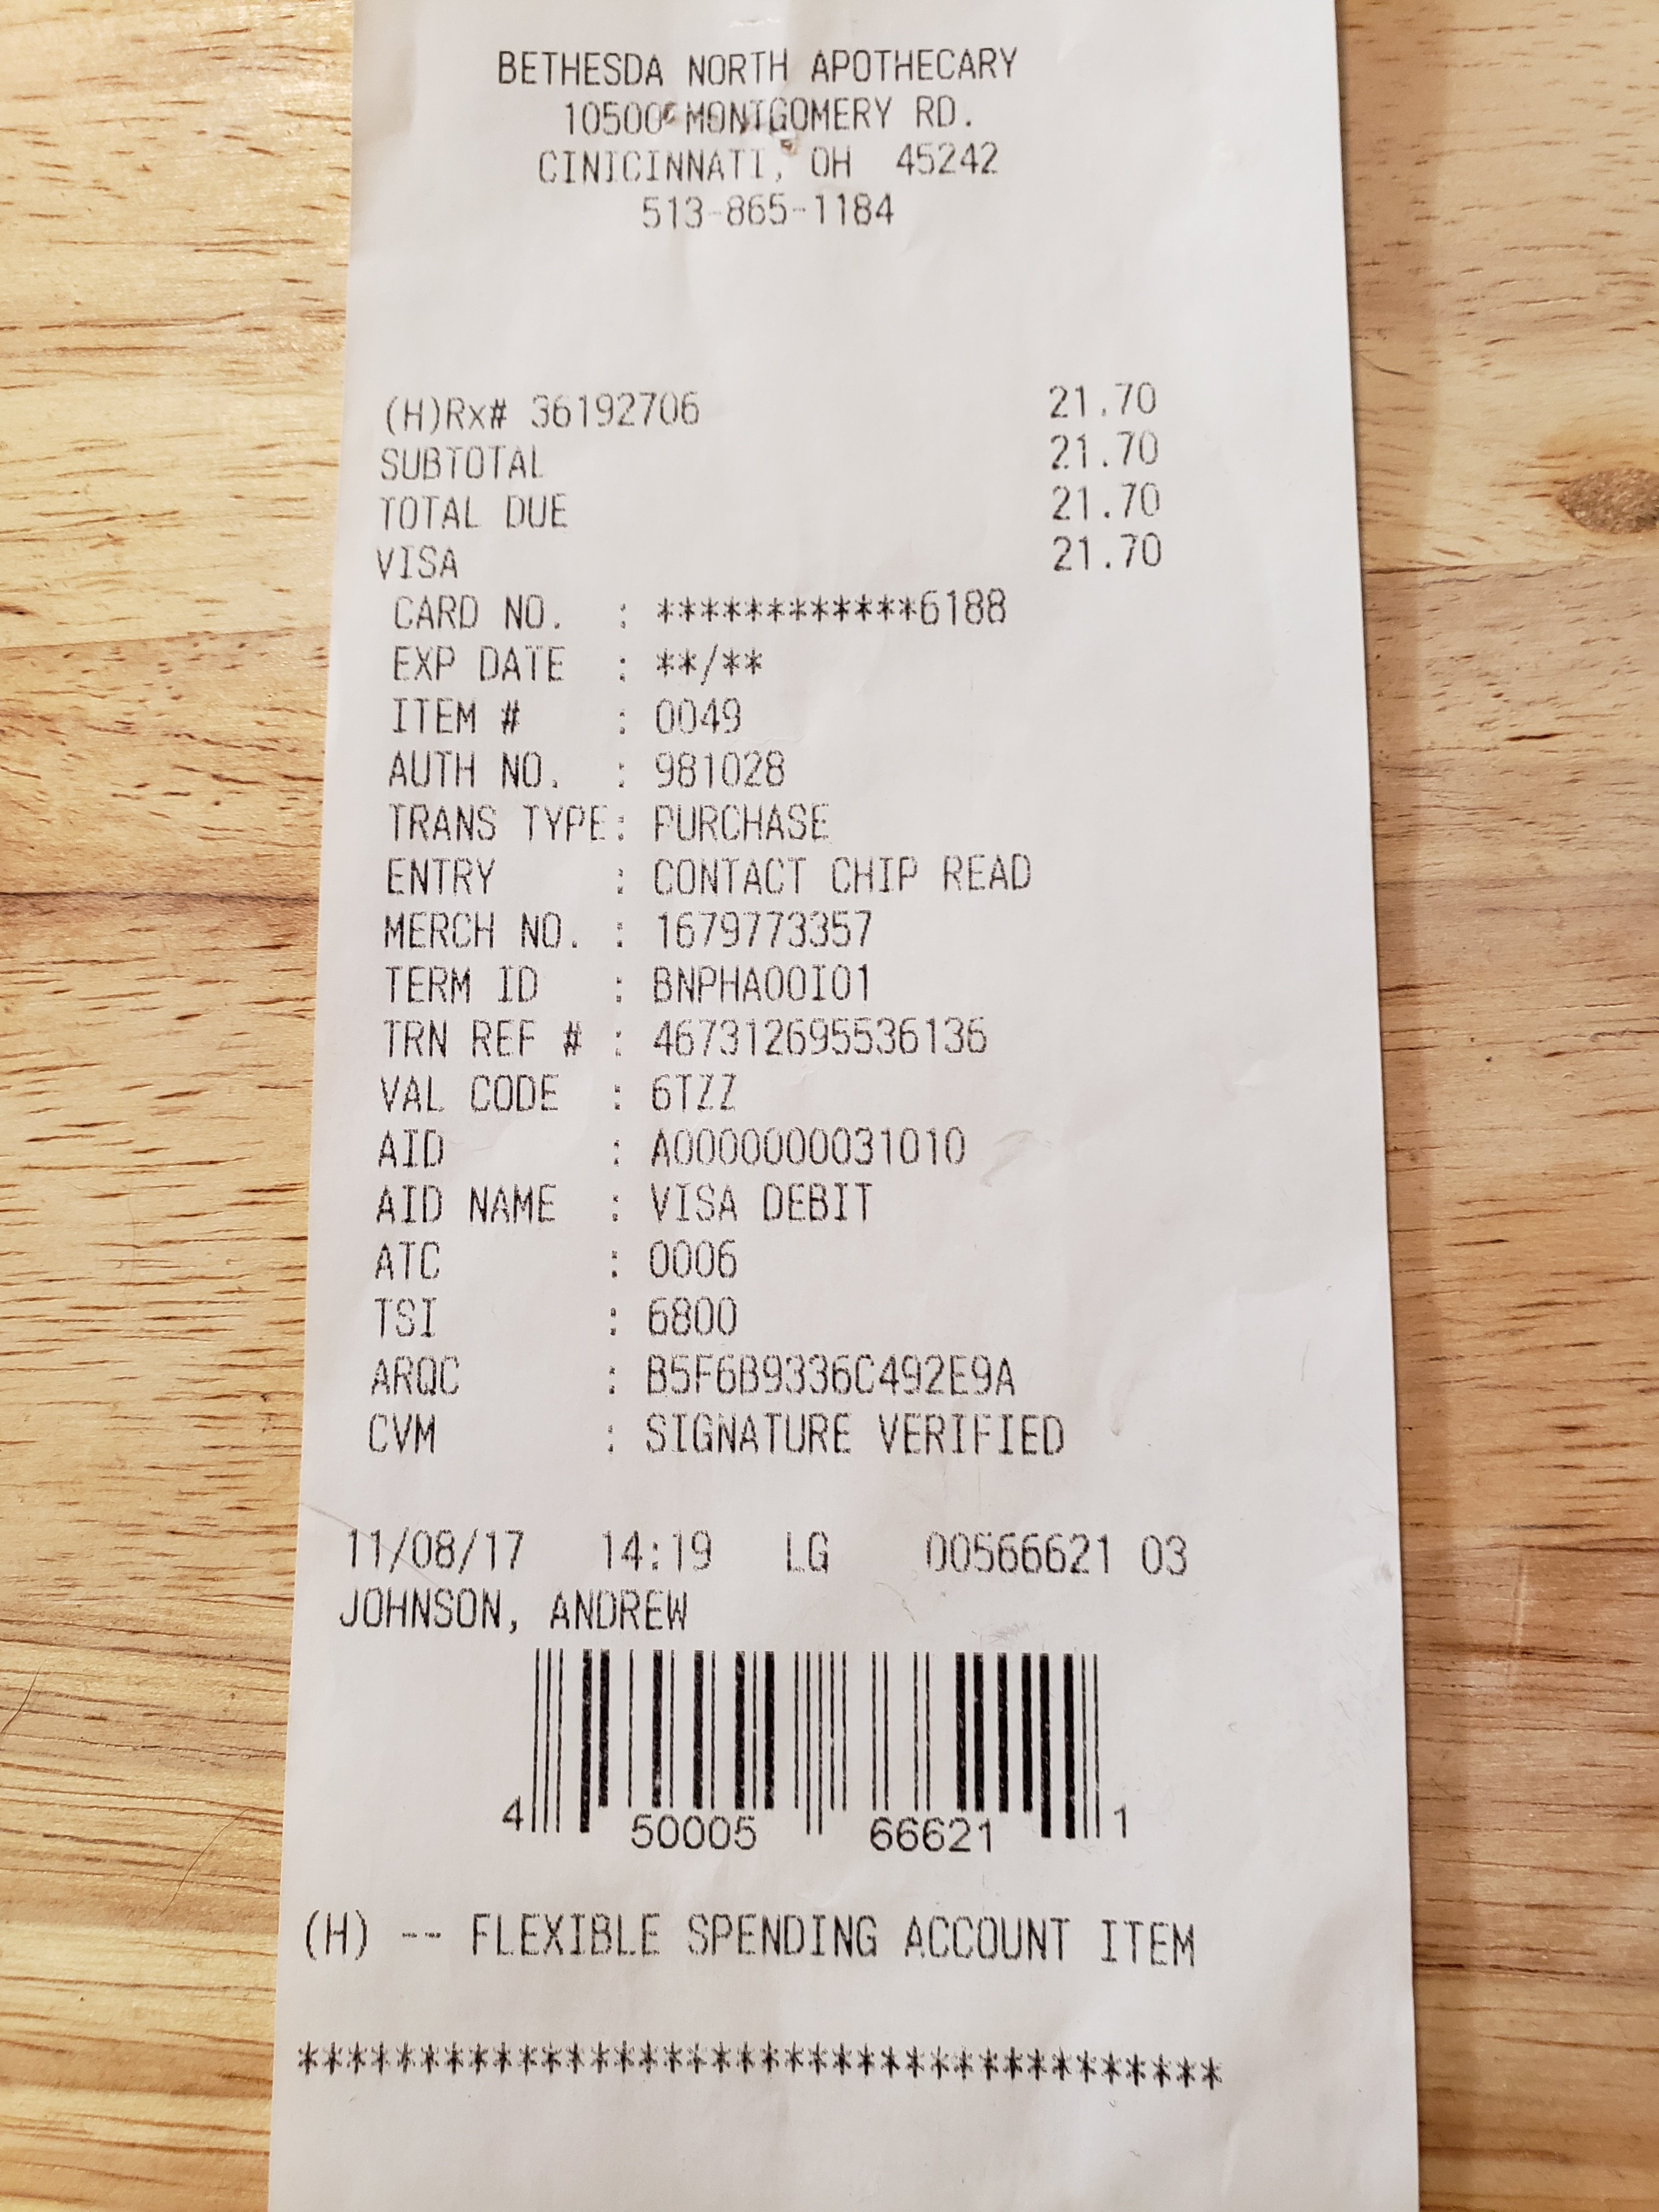 BETHESDA NORTH APOTHECARY
10500 MONTGOMERY RD.
CINICINNATI, OH 45242
513-865-1184
(H)Rx# 36192706 21.70
SUBTOTAL 21.70
TOTAL DUE 21.70
VISA 21.70
CARD NO. : ************6188
EXP DATE : **/**
ITEM # : 0049
AUTH NO. : 981028
TRANS TYPE: PURCHASE
ENTRY : CONTACT CHIP READ
MERCH NO. : 1679773357
TERM ID : BNPHA00I01
TRN REF # : 467312695536136
VAL CODE : 6TZZ
AID : A0000000031010
AID NAME : VISA DEBIT
ATC : 0006
TSI : 6800
ARQC : B5F6B9336C492E9A
CVM : SIGNATURE VERIFIED
11/08/17 14:19 LG 00566621 03
JOHNSON, ANDREW
4 50005 66621 1
(H) -- FLEXIBLE SPENDING ACCOUNT ITEM
**************************************